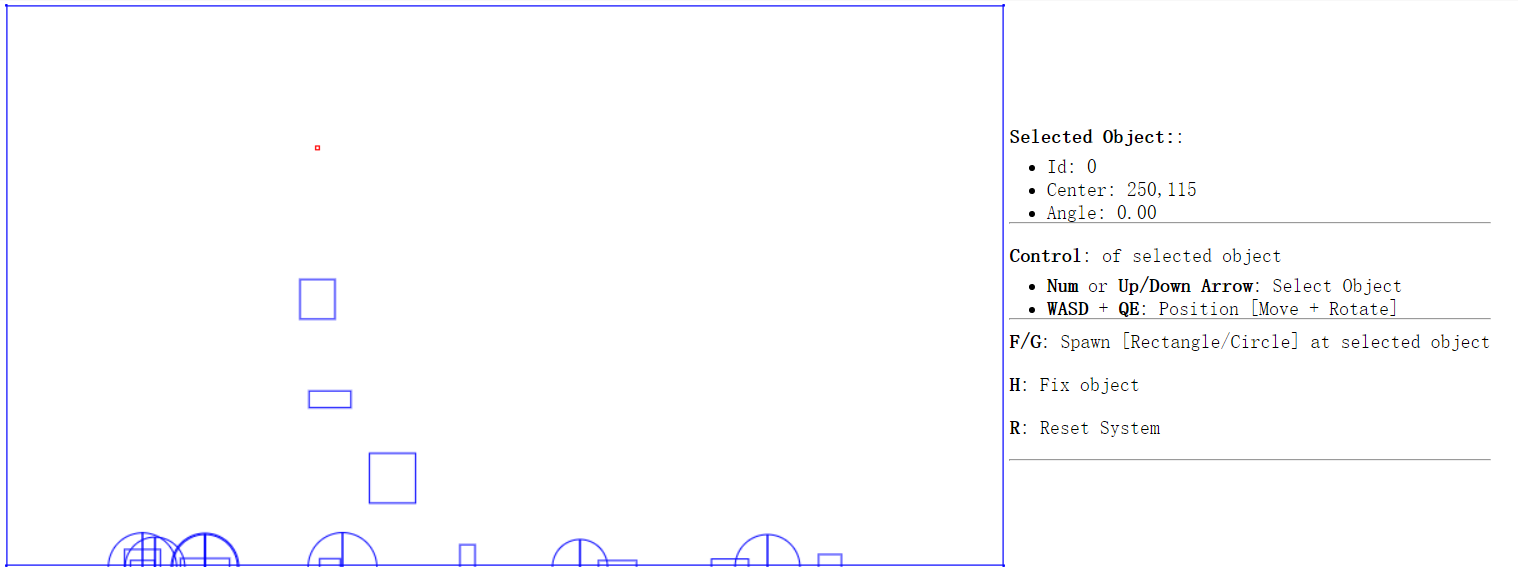 Selected Object::
Id: 0
Center: 250,115
Angle: 0.00
Control: of selected object
Num or Up/Down Arrow: Select Object
WASD + QE: Position [Move + Rotate]
F/G: Spawn [Rectangle/Circle] at selected object
H: Fix object
R: Reset System